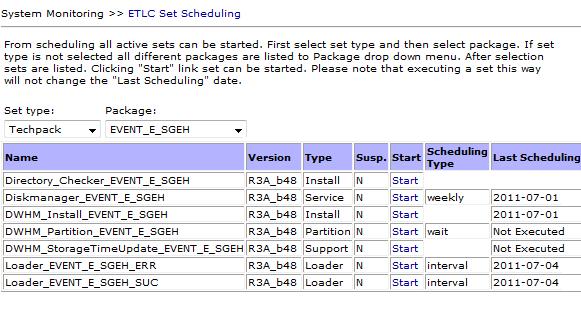 System Monitoring >> ETLC Set Scheduling
From scheduling all active sets can be started. First select set type and then select package. If set
type is not selected all different packages are listed to Package drop down menu. After selection
sets are listed. Clicking "Start" link set can be started. Please note that executing a set this way
will not change the "Last Scheduling" date.
Set type: Package:
Techpack EVENT_E_SGEH
Name Version Type Susp. Start Scheduling Type Last Scheduling
Directory_Checker_EVENT_E_SGEH R3A_b48 Install N Start
Diskmanager_EVENT_E_SGEH R3A_b48 Service N Start weekly 2011-07-01
DWHM_Install_EVENT_E_SGEH R3A_b48 Install N Start 2011-07-01
DWHM_Partition_EVENT_E_SGEH R3A_b48 Partition N Start wait Not Executed
DWHM_StorageTimeUpdate_EVENT_E_SGEH R3A_b48 Support N Start Not Executed
Loader_EVENT_E_SGEH_ERR R3A_b48 Loader N Start interval 2011-07-04
Loader_EVENT_E_SGEH_SUC R3A_b48 Loader N Start interval 2011-07-04